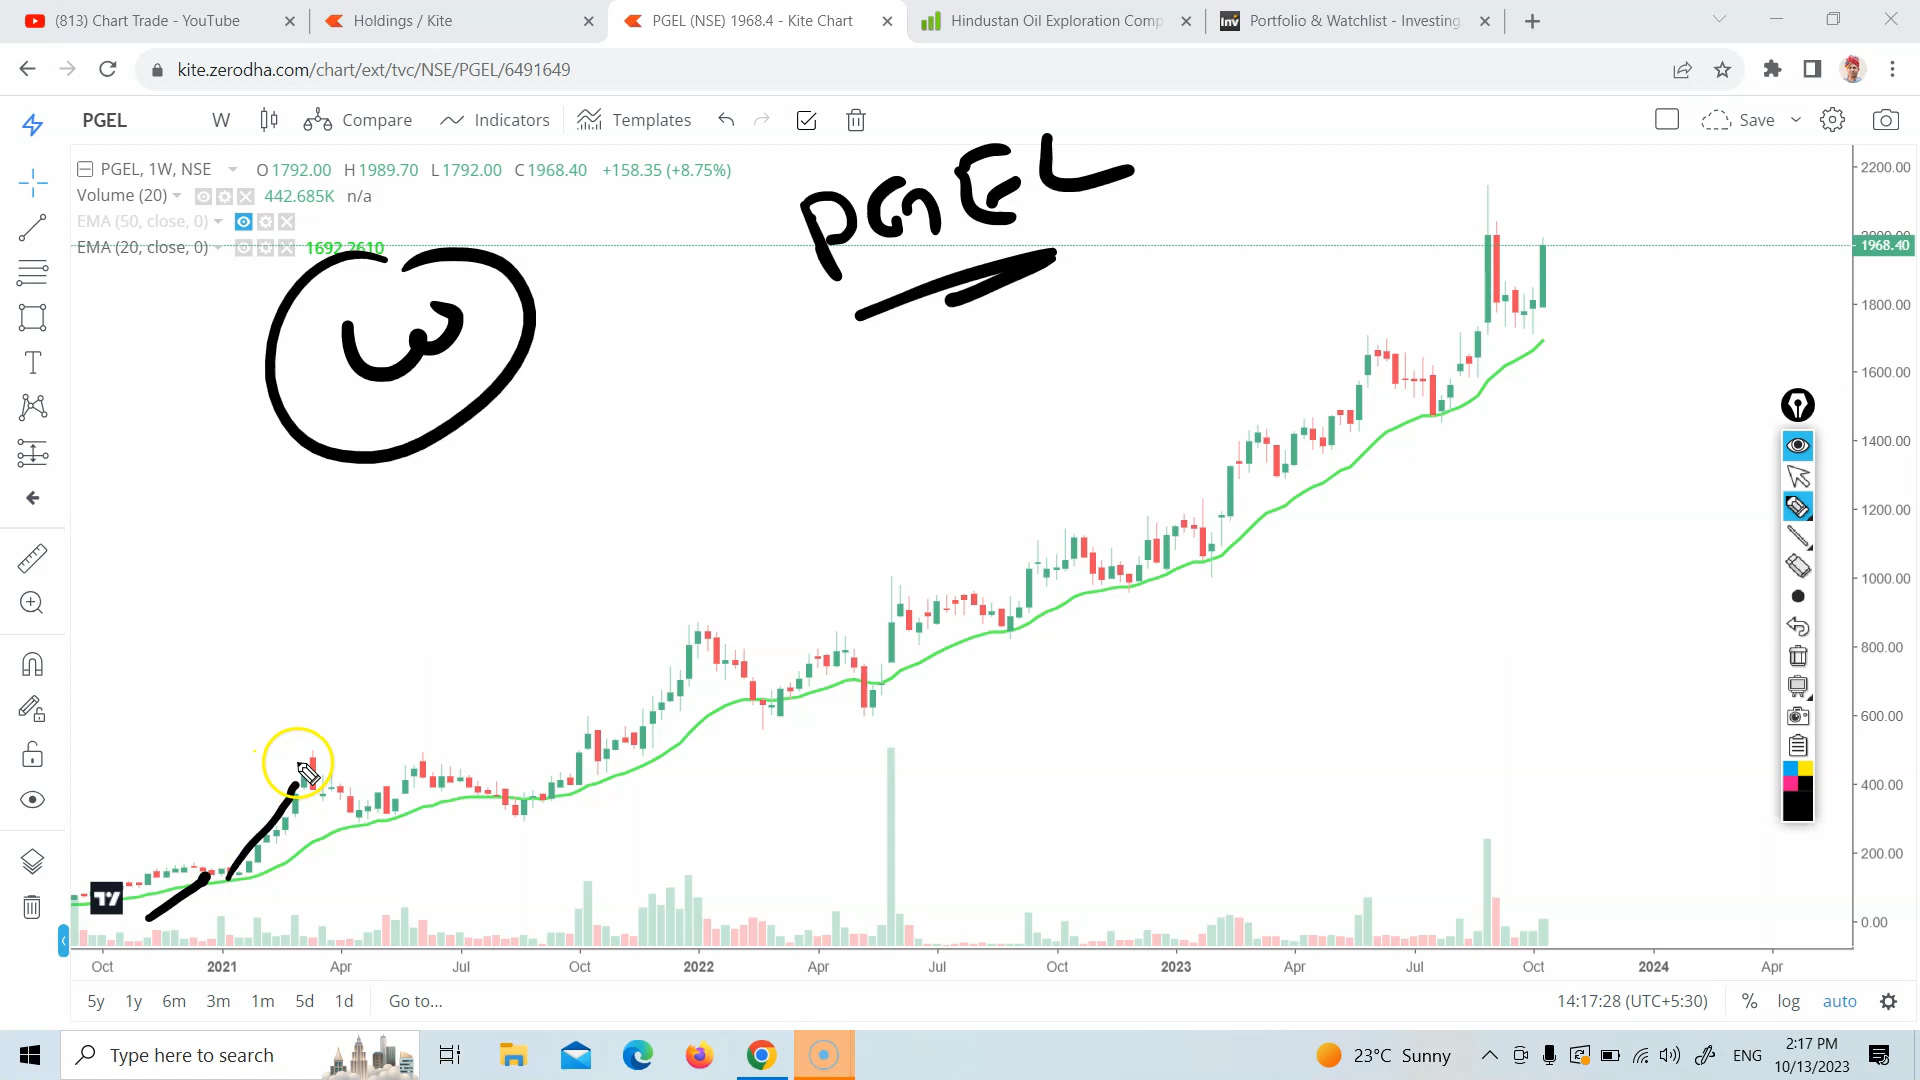 (813) Chart Trade - YouTube
Holdings / Kite
PGEL (NSE) 1968.4 - Kite Chart
Hindustan Oil Exploration Comp
Portfolio & Watchlist - Investing
kite.zerodha.com/chart/ext/tvc/NSE/PGEL/6491649
PGEL W Compare Indicators Templates Save
PGEL, 1W, NSE O1792.00 H1989.70 L1792.00 C1968.40 +158.35 (+8.75%)
Volume (20) 442.685K n/a
EMA (50, close, 0)
EMA (20, close, 0) 1692.2610
PGEL
W
2200.00
1968.40
1800.00
1600.00
1400.00
1200.00
1000.00
800.00
600.00
400.00
200.00
0.00
Oct 2021 Apr Jul Oct 2022 Apr Jul Oct 2023 Apr Jul Oct 2024 Apr
5y 1y 6m 3m 1m 5d 1d Go to... 14:17:28 (UTC+5:30) % log auto
Type here to search
23°C Sunny
ENG
2:17 PM
10/13/2023